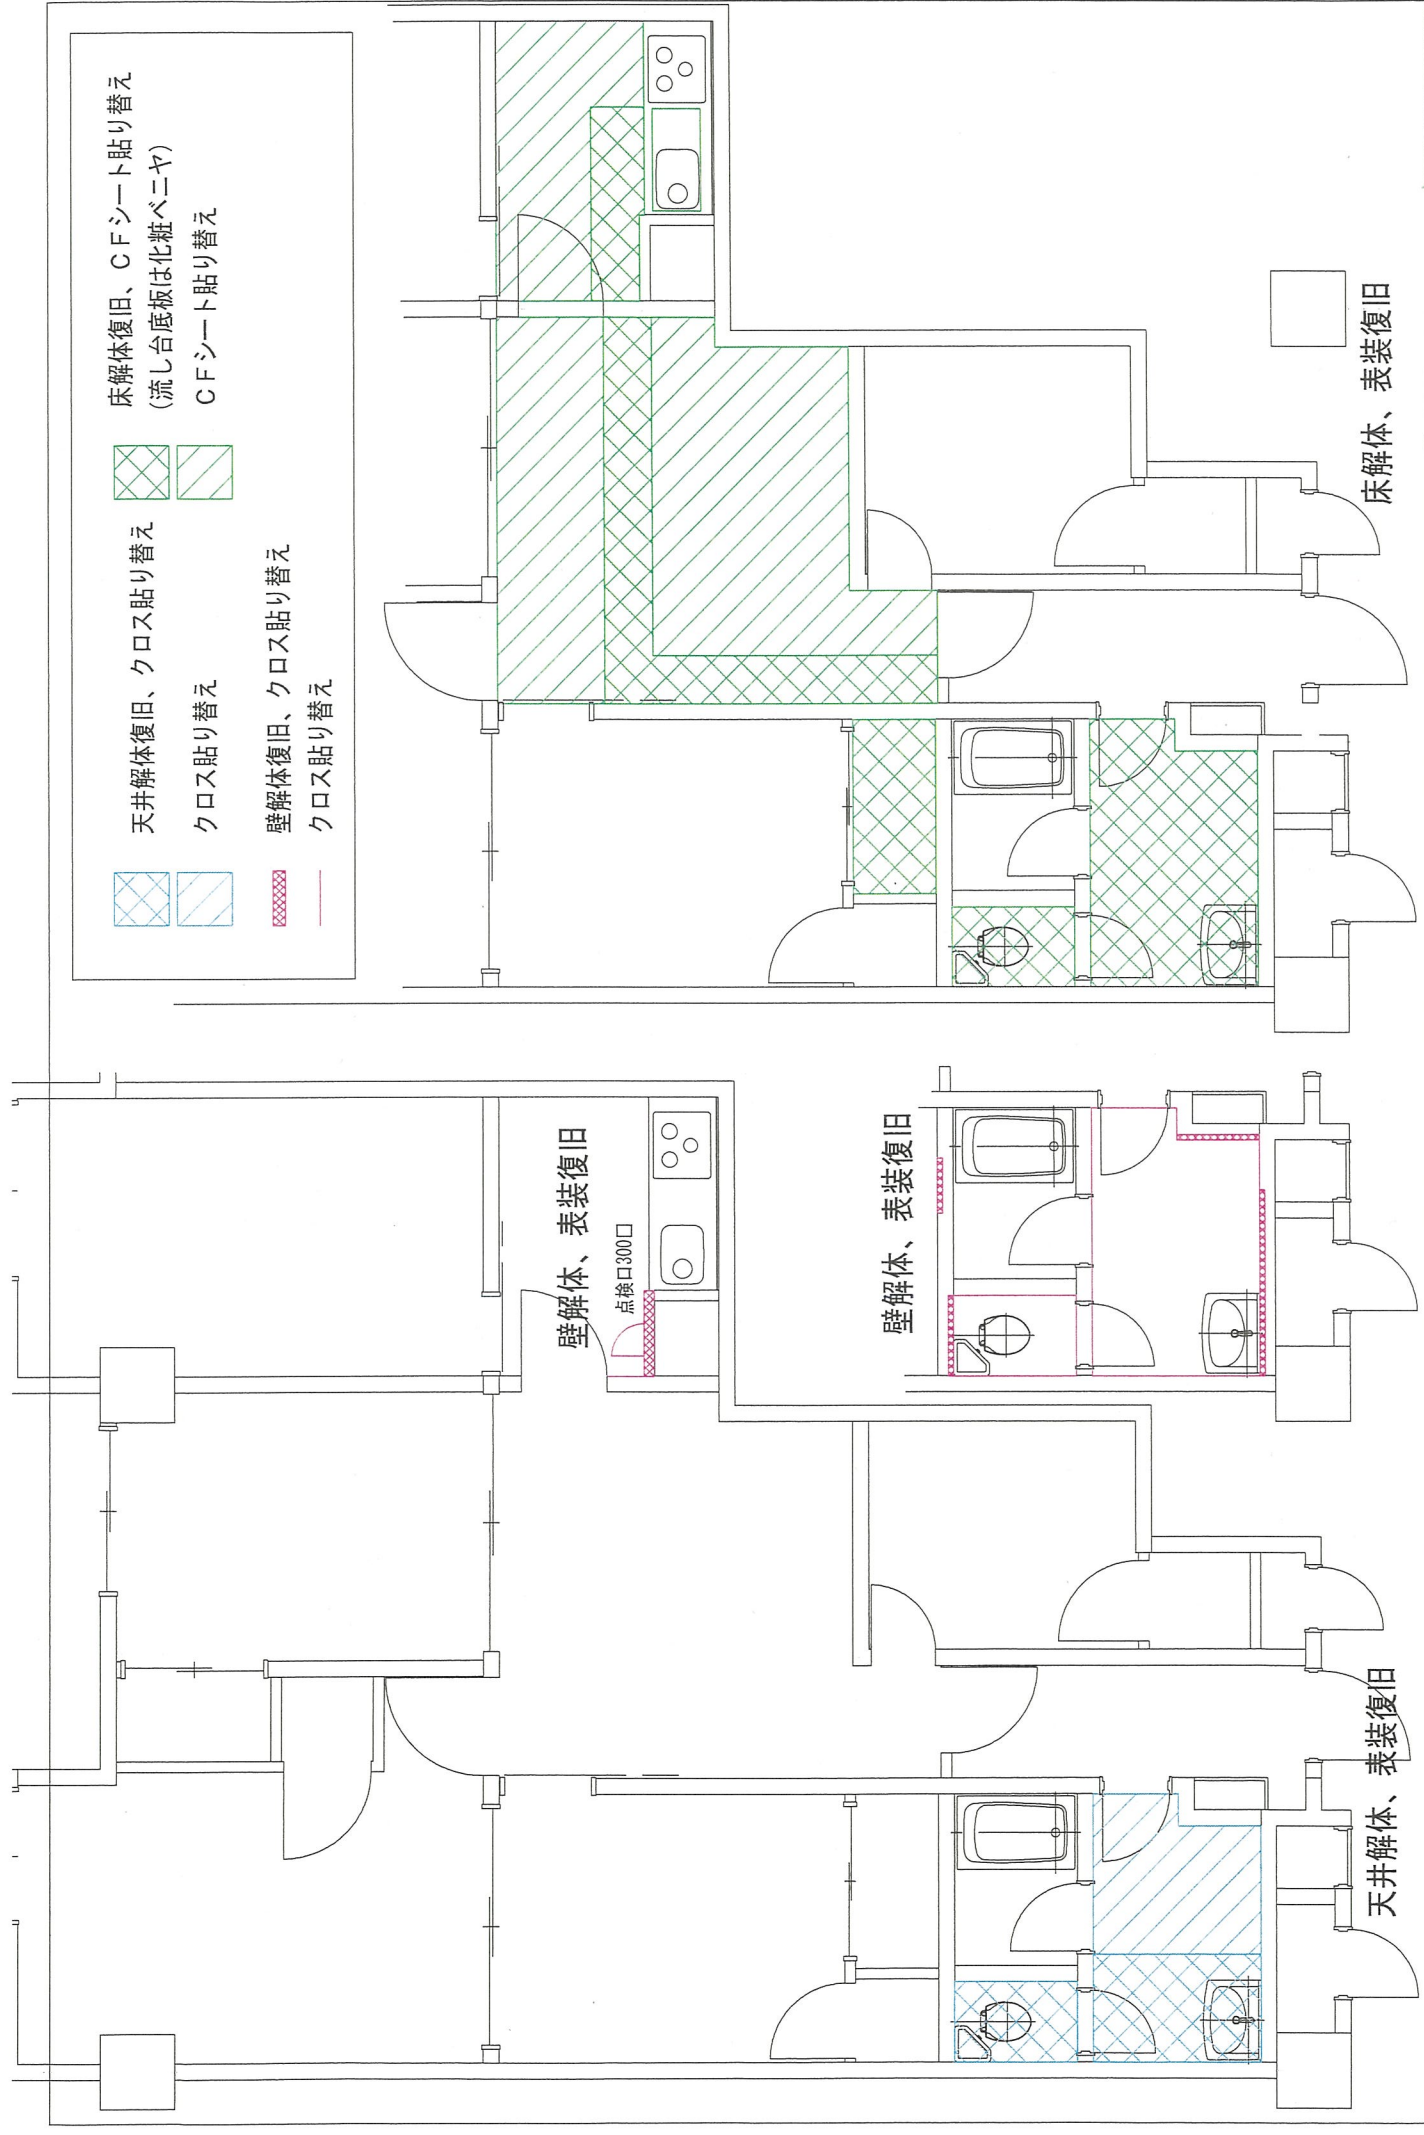 天井解体復旧、クロス貼り替え
クロス貼り替え
壁解体復旧、クロス貼り替え
クロス貼り替え
床解体復旧、ＣＦシート貼り替え
(流し台底板は化粧ベニヤ)
ＣＦシート貼り替え
壁解体、表装復旧
点検口300口
壁解体、表装復旧
天井解体、表装復旧
床解体、表装復旧